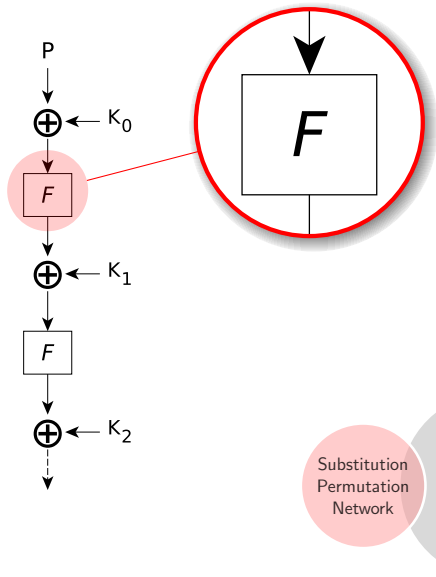 P
K0
F
F
K1
F
K2
Substitution
Permutation
Network